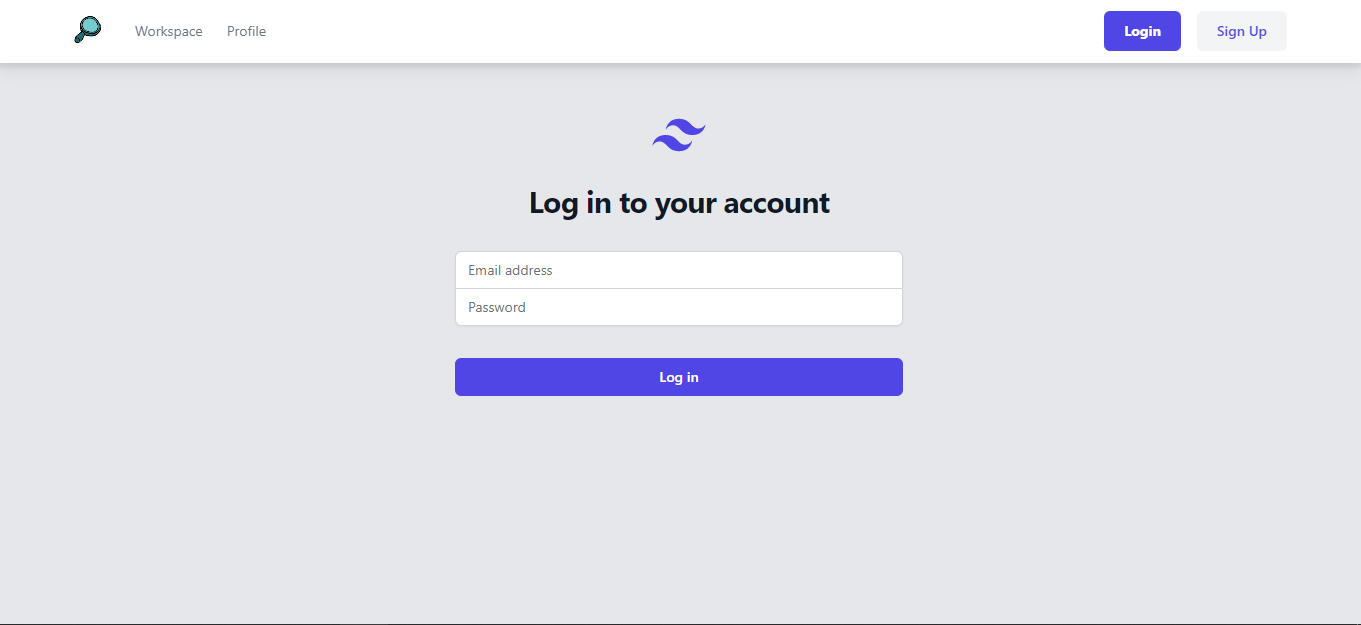 Workspace Profile Login Sign Up
Log in to your account
Email address
Password
Log in